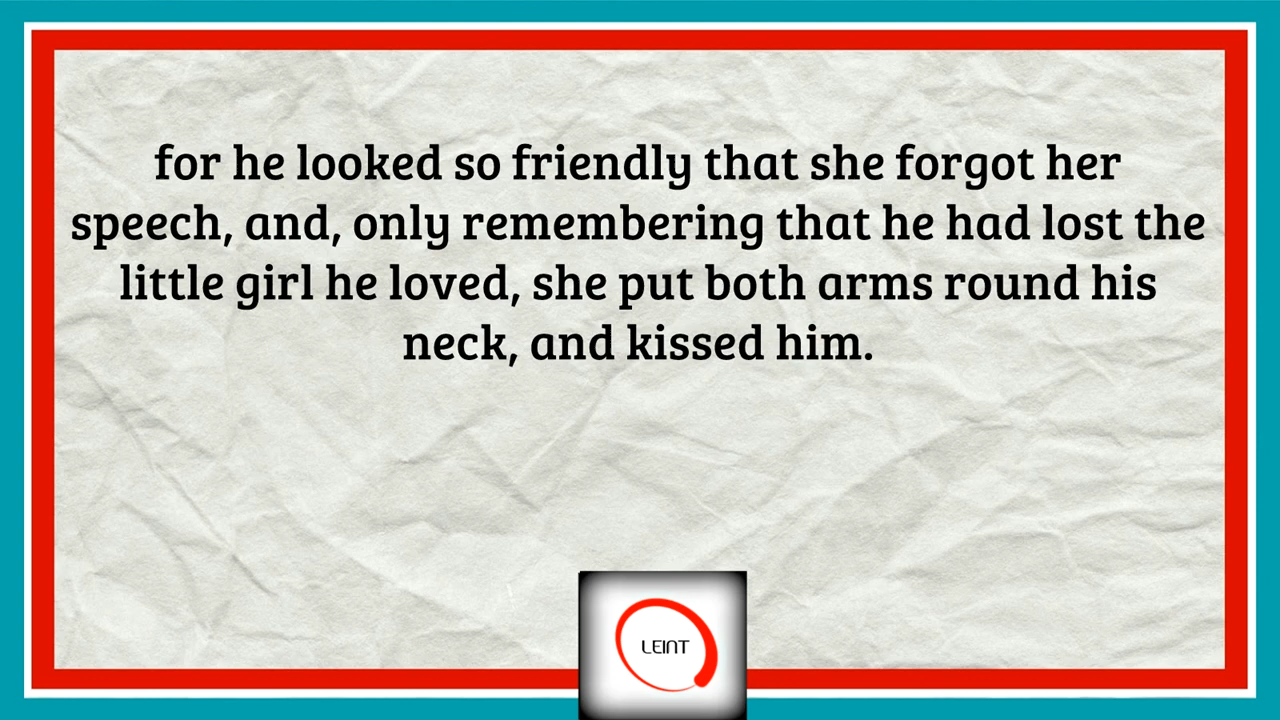 for he looked so friendly that she forgot her
speech, and, only remembering that he had lost the
little girl he loved, she put both arms round his
neck, and kissed him.
LEINT